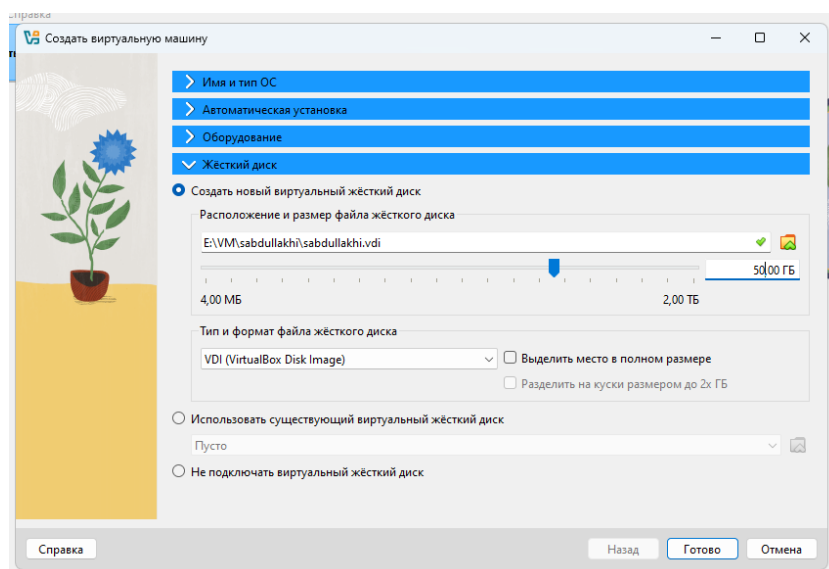 Справка
Создать виртуальную машину
Имя и тип ОС
Автоматическая установка
Оборудование
Жёсткий диск
Создать новый виртуальный жёсткий диск
Расположение и размер файла жёсткого диска
E:\VM\sabdullakhi\sabdullakhi.vdi
50,00 ГБ
4,00 МБ 2,00 ТБ
Тип и формат файла жёсткого диска
VDI (VirtualBox Disk Image) Выделить место в полном размере
Разделить на куски размером до 2х ГБ
Использовать существующий виртуальный жёсткий диск
Пусто
Не подключать виртуальный жёсткий диск
Справка Назад Готово Отмена